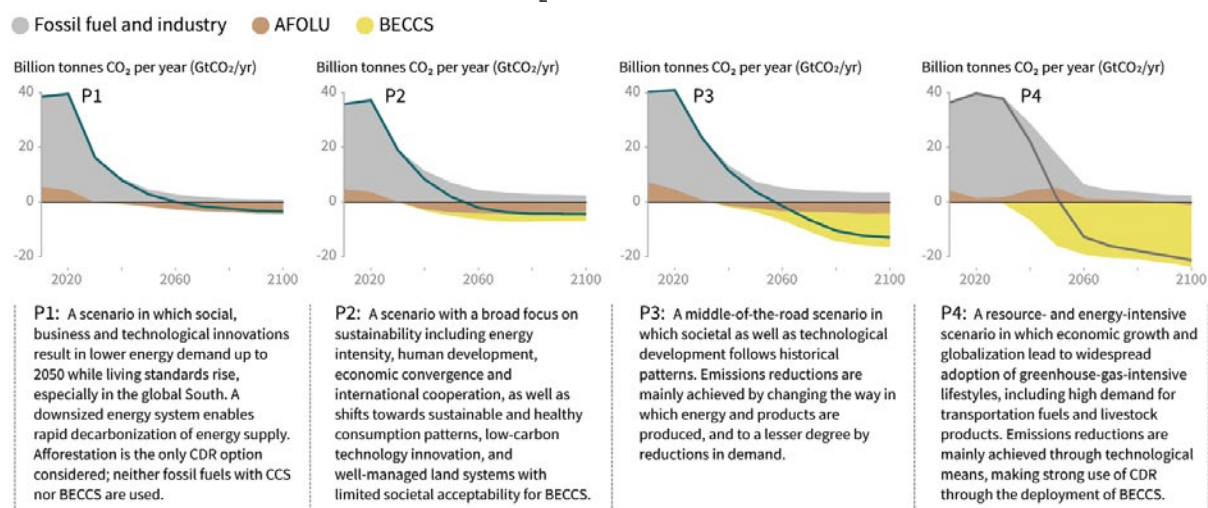 Fossil fuel and industry AFOLU BECCS
Billion tonnes CO₂ per year (GtCO₂/yr)
P1
40
20
0
-20
2020 2060 2100
Billion tonnes CO₂ per year (GtCO₂/yr)
P2
40
20
0
-20
2020 2060 2100
Billion tonnes CO₂ per year (GtCO₂/yr)
P3
40
20
0
-20
2020 2060 2100
Billion tonnes CO₂ per year (GtCO₂/yr)
P4
40
20
0
-20
2020 2060 2100
P1: A scenario in which social,
business and technological innovations
result in lower energy demand up to
2050 while living standards rise,
especially in the global South. A
downsized energy system enables
rapid decarbonization of energy supply.
Afforestation is the only CDR option
considered; neither fossil fuels with CCS
nor BECCS are used.
P2: A scenario with a broad focus on
sustainability including energy
intensity, human development,
economic convergence and
international cooperation, as well as
shifts towards sustainable and healthy
consumption patterns, low-carbon
technology innovation, and
well-managed land systems with
limited societal acceptability for BECCS.
P3: A middle-of-the-road scenario in
which societal as well as technological
development follows historical
patterns. Emissions reductions are
mainly achieved by changing the way in
which energy and products are
produced, and to a lesser degree by
reductions in demand.
P4: A resource- and energy-intensive
scenario in which economic growth and
globalization lead to widespread
adoption of greenhouse-gas-intensive
lifestyles, including high demand for
transportation fuels and livestock
products. Emissions reductions are
mainly achieved through technological
means, making strong use of CDR
through the deployment of BECCS.